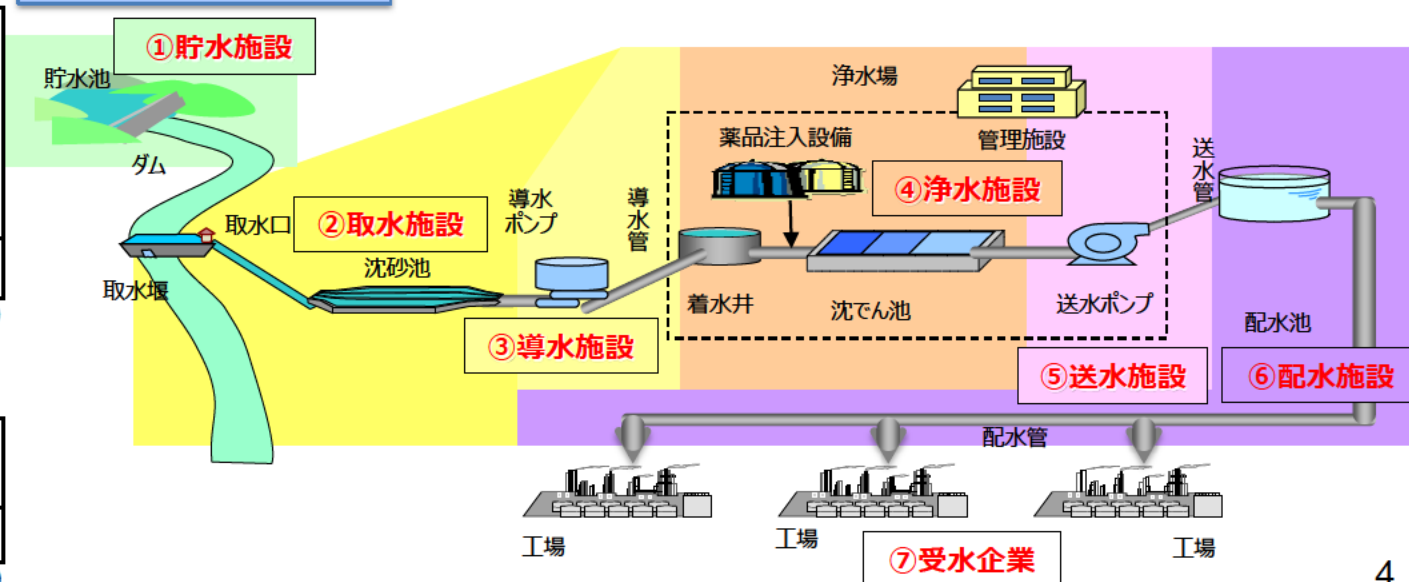 ①貯水施設
貯水池
ダム
取水口
取水堰
②取水施設
沈砂池
導水
ポンプ
導水管
③導水施設
浄水場
管理施設
薬品注入設備
④浄水施設
着水井
沈でん池
送水ポンプ
送水管
⑤送水施設
配水池
⑥配水施設
配水管
工場
工場
工場
⑦受水企業
4